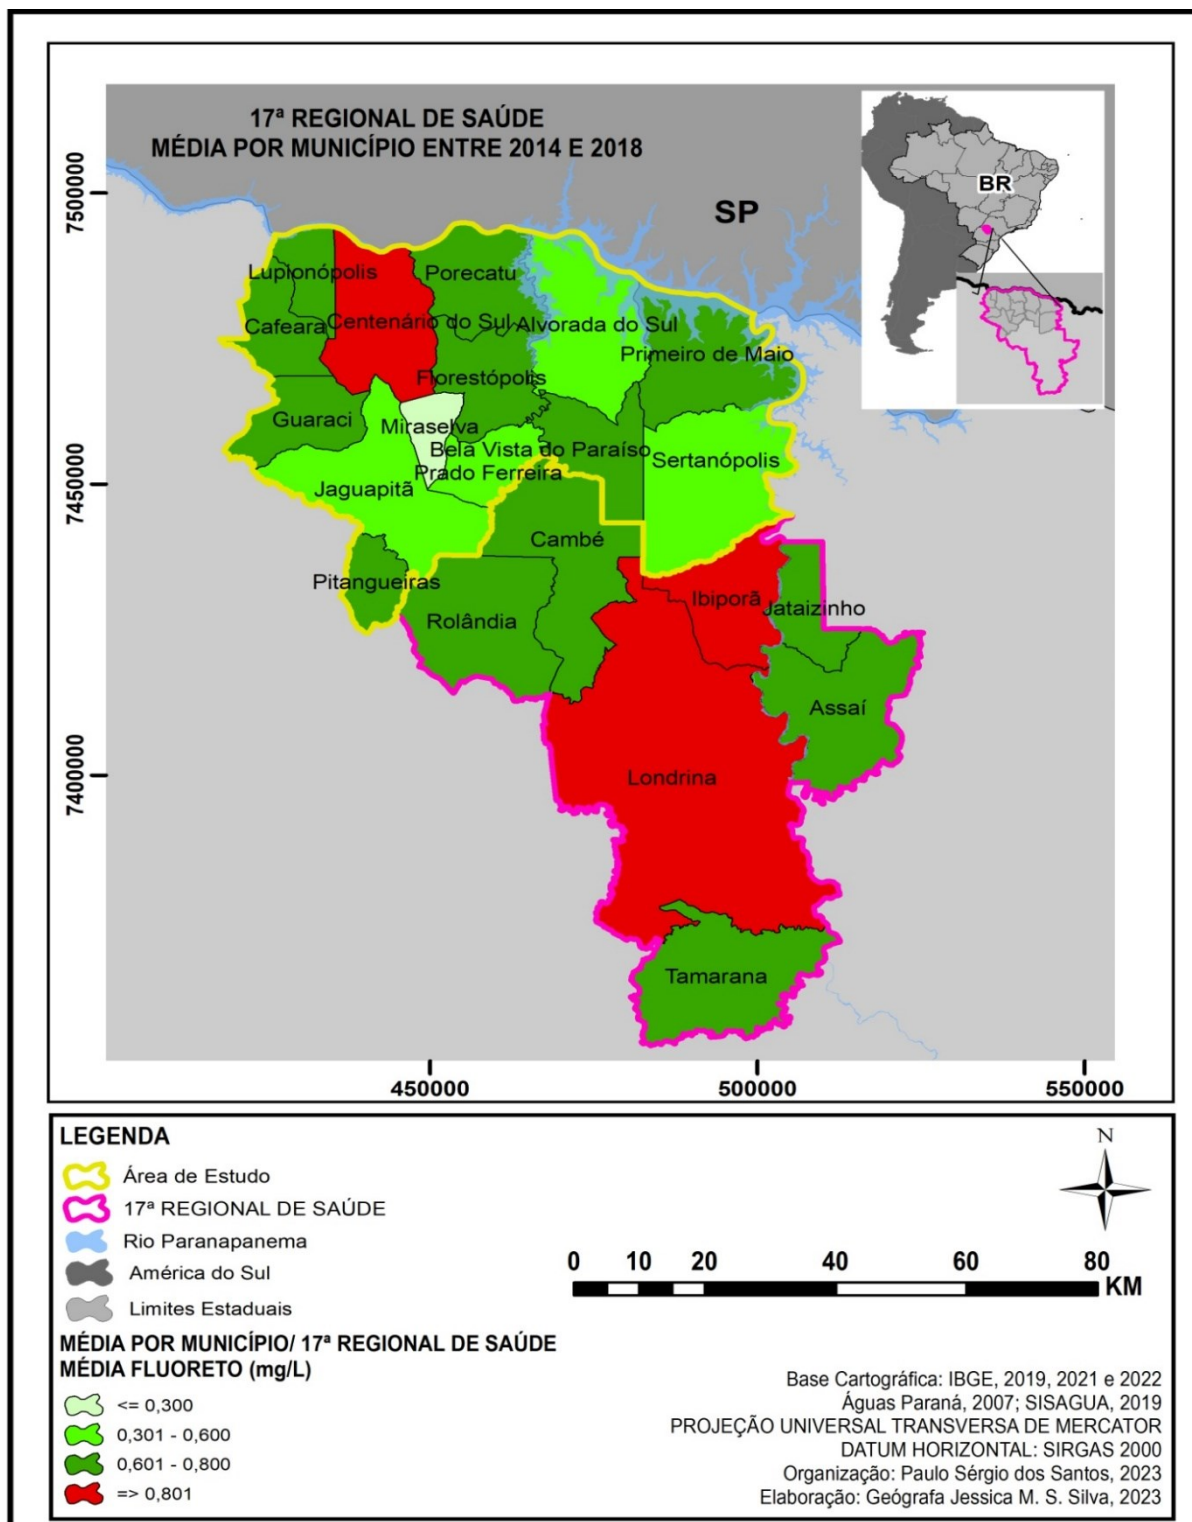 17ª REGIONAL DE SAÚDE
MÉDIA POR MUNICÍPIO ENTRE 2014 E 2018
SP
BR
7500000
7450000
7400000
Lupionópolis
Porecatu
Cafeara
Centenário do Sul
Alvorada do Sul
Primeiro de Maio
Florestópolis
Guaraci
Miraselva
Bela Vista do Paraíso
Sertanópolis
Prado Ferreira
Jaguapitã
Cambé
Pitangueiras
Ibiporã
Jataizinho
Rolândia
Assaí
Londrina
Tamarana
450000
500000
550000
LEGENDA
Área de Estudo
17ª REGIONAL DE SAÚDE
Rio Paranapanema
América do Sul
Limites Estaduais
MÉDIA POR MUNICÍPIO/ 17ª REGIONAL DE SAÚDE
MÉDIA FLUORETO (mg/L)
<= 0,300
0,301 - 0,600
0,601 - 0,800
=> 0,801
N
0 10 20 40 60 80
KM
Base Cartográfica: IBGE, 2019, 2021 e 2022
Águas Paraná, 2007; SISAGUA, 2019
PROJEÇÃO UNIVERSAL TRANSVERSA DE MERCATOR
DATUM HORIZONTAL: SIRGAS 2000
Organização: Paulo Sérgio dos Santos, 2023
Elaboração: Geógrafa Jessica M. S. Silva, 2023